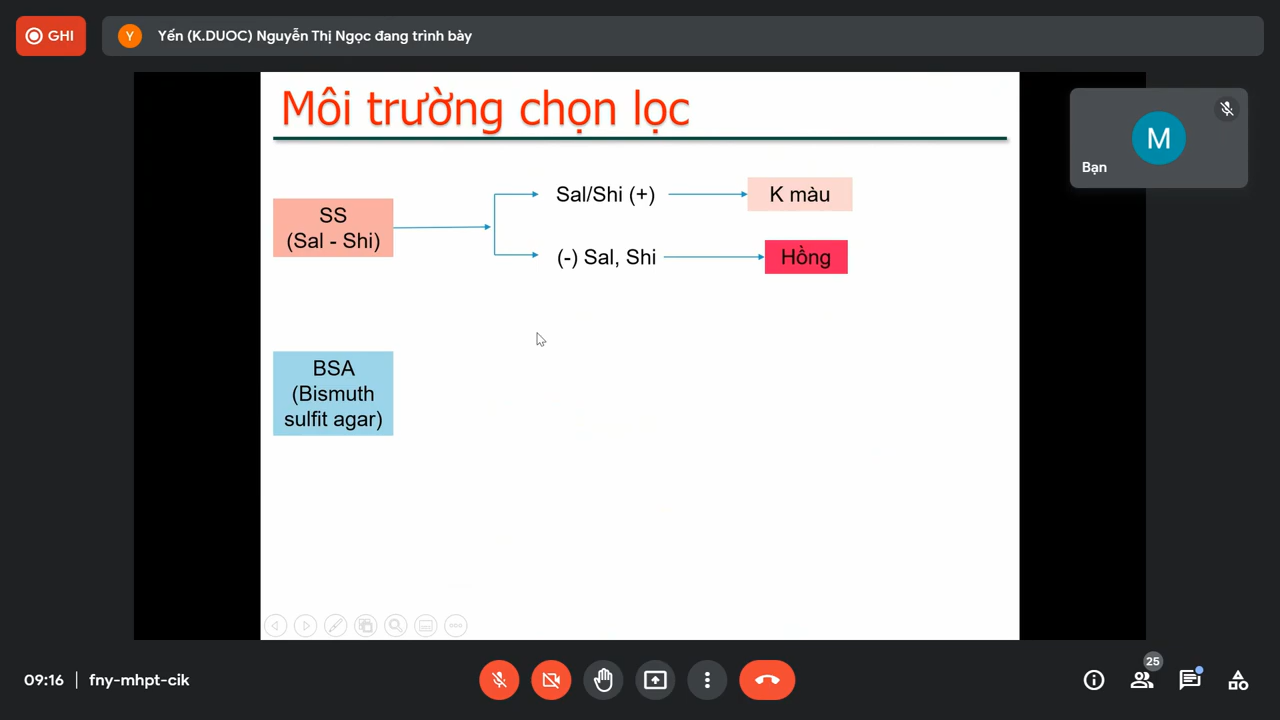 GHI
Y
Yến (K.DUOC) Nguyễn Thị Ngọc đang trình bày
Môi trường chọn lọc
M
Bạn
SS
(Sal - Shi)
Sal/Shi (+)
K màu
(-) Sal, Shi
Hồng
BSA
(Bismuth
sulfit agar)
09:16
fny-mhpt-cik
25